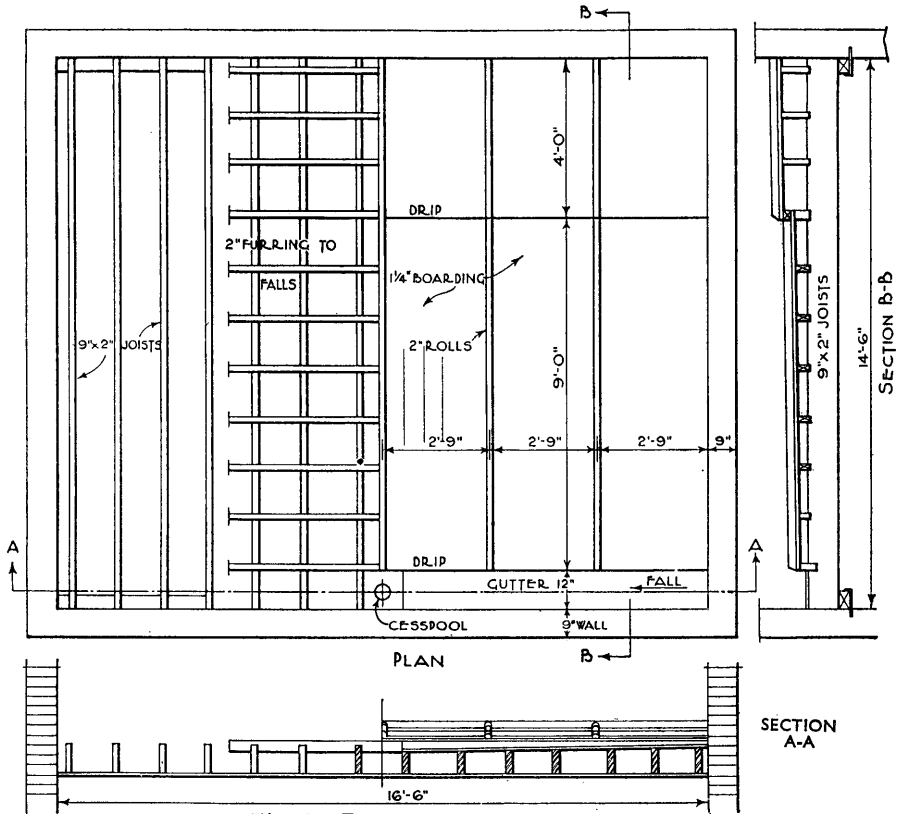 B
4'-0"
DRIP
2" FURRING TO
FALLS
1¼" BOARDING
9"x2" JOISTS
2" ROLLS
9'-0"
2'-9"
2'-9"
2'-9"
9"
9"x2" JOISTS
14'-6"
SECTION B-B
A
A
DRIP
GUTTER 12"
FALL
CESSPOOL
9" WALL
PLAN
B
SECTION
A-A
16'-6"